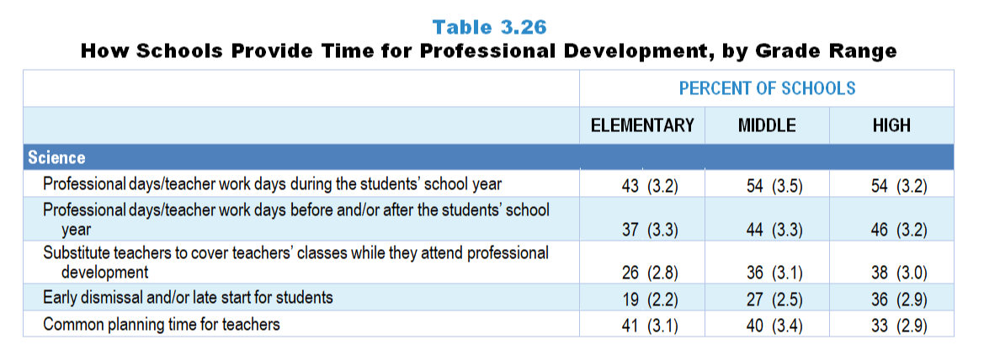 Table 3.26
How Schools Provide Time for Professional Development, by Grade Range
PERCENT OF SCHOOLS
ELEMENTARY MIDDLE HIGH
Science
Professional days/teacher work days during the students’ school year 43 (3.2) 54 (3.5) 54 (3.2)
Professional days/teacher work days before and/or after the students’ school
year 37 (3.3) 44 (3.3) 46 (3.2)
Substitute teachers to cover teachers’ classes while they attend professional
development 26 (2.8) 36 (3.1) 38 (3.0)
Early dismissal and/or late start for students 19 (2.2) 27 (2.5) 36 (2.9)
Common planning time for teachers 41 (3.1) 40 (3.4) 33 (2.9)